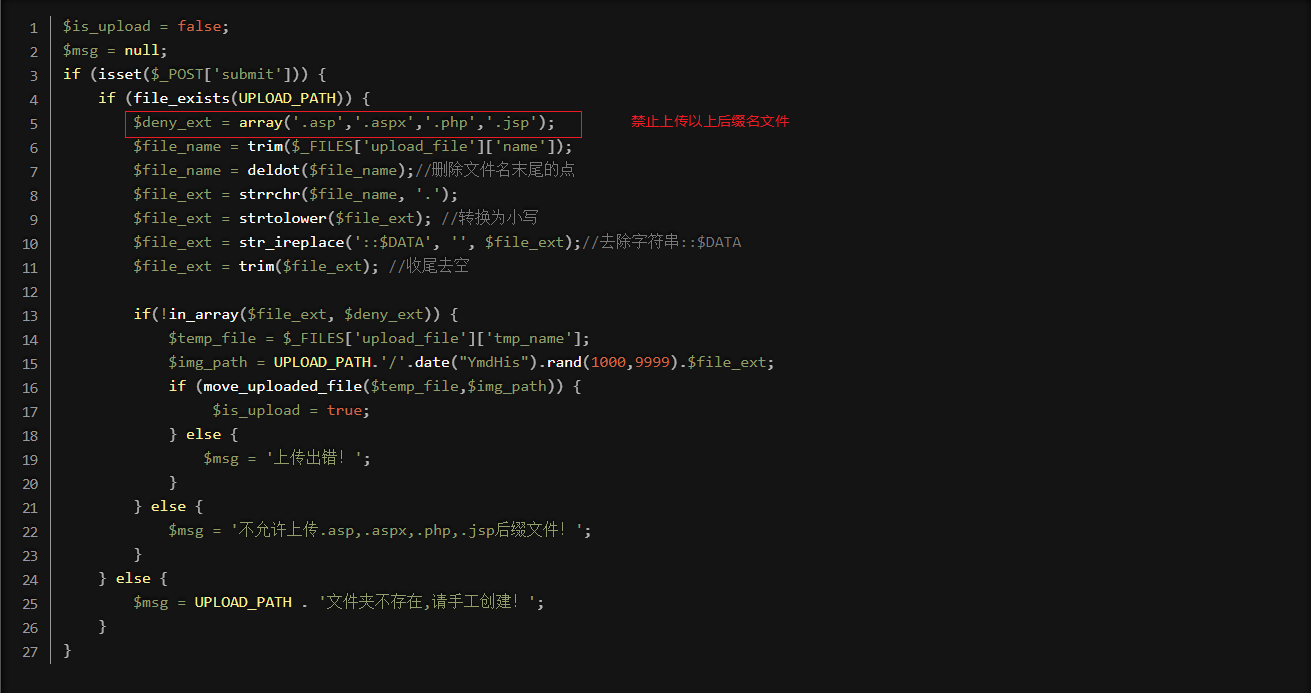 1 $is_upload = false;
2 $msg = null;
3 if (isset($_POST['submit'])) {
4     if (file_exists(UPLOAD_PATH)) {
5         $deny_ext = array('.asp','.aspx','.php','.jsp'); 禁止上传以上后缀名文件
6         $file_name = trim($_FILES['upload_file']['name']);
7         $file_name = deldot($file_name);//删除文件名末尾的点
8         $file_ext = strrchr($file_name, '.');
9         $file_ext = strtolower($file_ext); //转换为小写
10         $file_ext = str_ireplace('::$DATA', '', $file_ext);//去除字符串::$DATA
11         $file_ext = trim($file_ext); //收尾去空
12
13         if(!in_array($file_ext, $deny_ext)) {
14             $temp_file = $_FILES['upload_file']['tmp_name'];
15             $img_path = UPLOAD_PATH.'/'.date("YmdHis").rand(1000,9999).$file_ext;
16             if (move_uploaded_file($temp_file,$img_path)) {
17                  $is_upload = true;
18             } else {
19                 $msg = '上传出错！';
20             }
21         } else {
22             $msg = '不允许上传.asp,.aspx,.php,.jsp后缀文件！';
23         }
24     } else {
25         $msg = UPLOAD_PATH . '文件夹不存在,请手工创建！';
26     }
27 }